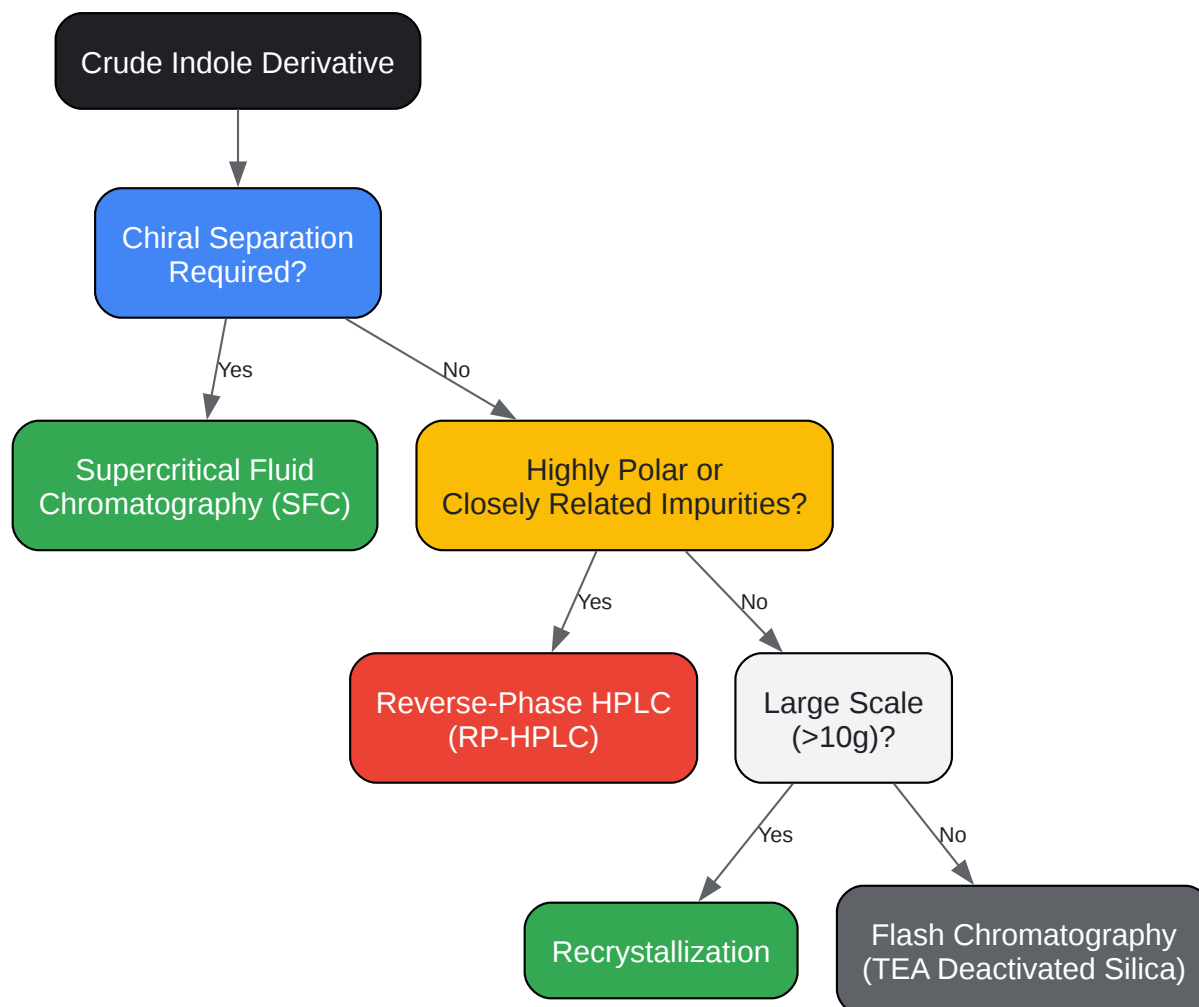 Crude Indole Derivative
Chiral Separation
Required?
Yes
No
Supercritical Fluid
Chromatography (SFC)
Highly Polar or
Closely Related Impurities?
Yes
No
Reverse-Phase HPLC
(RP-HPLC)
Large Scale
(>10g)?
Yes
No
Recrystallization
Flash Chromatography
(TEA Deactivated Silica)